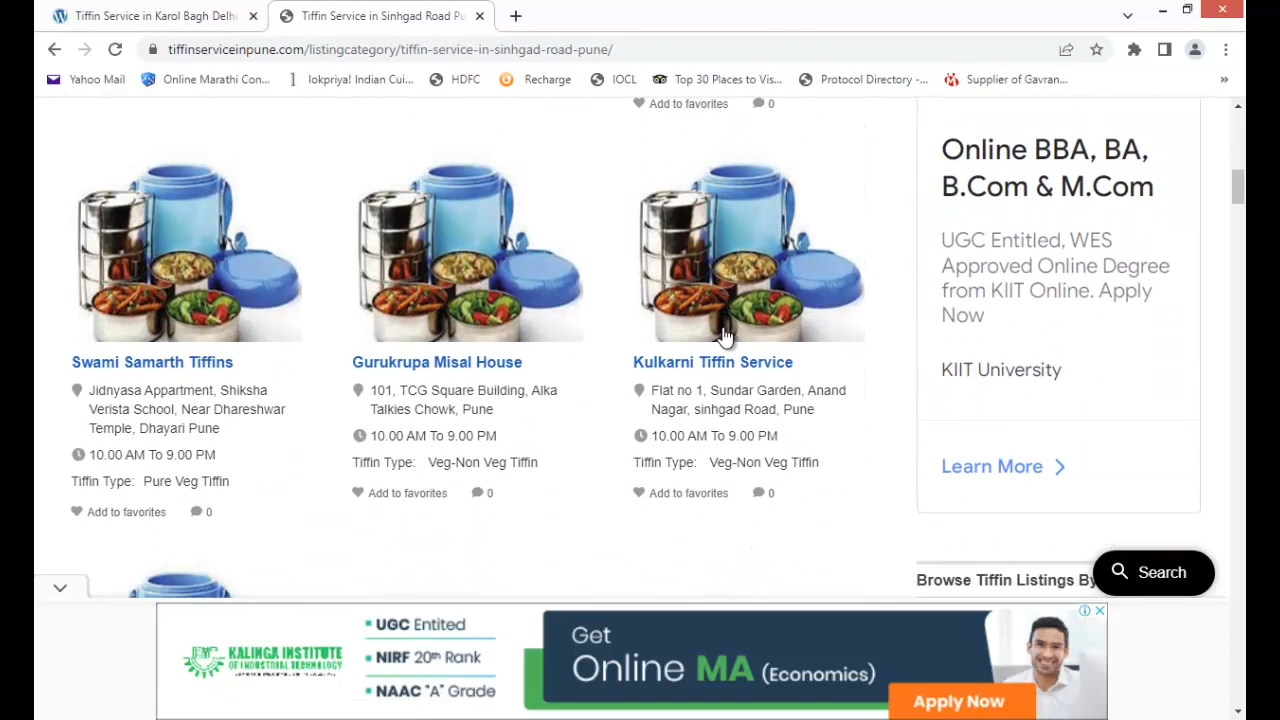 Tiffin Service in Karol Bagh Delh
Tiffin Service in Sinhgad Road Pu
tiffinserviceinpune.com/listingcategory/tiffin-service-in-sinhgad-road-pune/
Yahoo Mail
Online Marathi Con...
lokpriya! Indian Cui...
HDFC
Recharge
IOCL
Top 30 Places to Vis...
Protocol Directory -...
Supplier of Gavran...
»
Add to favorites 0
Swami Samarth Tiffins
Jidnyasa Appartment, Shiksha
Verista School, Near Dhareshwar
Temple, Dhayari Pune
10.00 AM To 9.00 PM
Tiffin Type: Pure Veg Tiffin
Add to favorites 0
Gurukrupa Misal House
101, TCG Square Building, Alka
Talkies Chowk, Pune
10.00 AM To 9.00 PM
Tiffin Type: Veg-Non Veg Tiffin
Add to favorites 0
Kulkarni Tiffin Service
Flat no 1, Sundar Garden, Anand
Nagar, sinhgad Road, Pune
10.00 AM To 9.00 PM
Tiffin Type: Veg-Non Veg Tiffin
Add to favorites 0
Online BBA, BA,
B.Com & M.Com
UGC Entitled, WES
Approved Online Degree
from KIIT Online. Apply
Now
KIIT University
Learn More
Browse Tiffin Listings By
Search
KALINGA INSTITUTE
OF INDUSTRIAL TECHNOLOGY
UGC Entited
NIRF 20th Rank
NAAC "A" Grade
Get
Online MA (Economics)
Apply Now